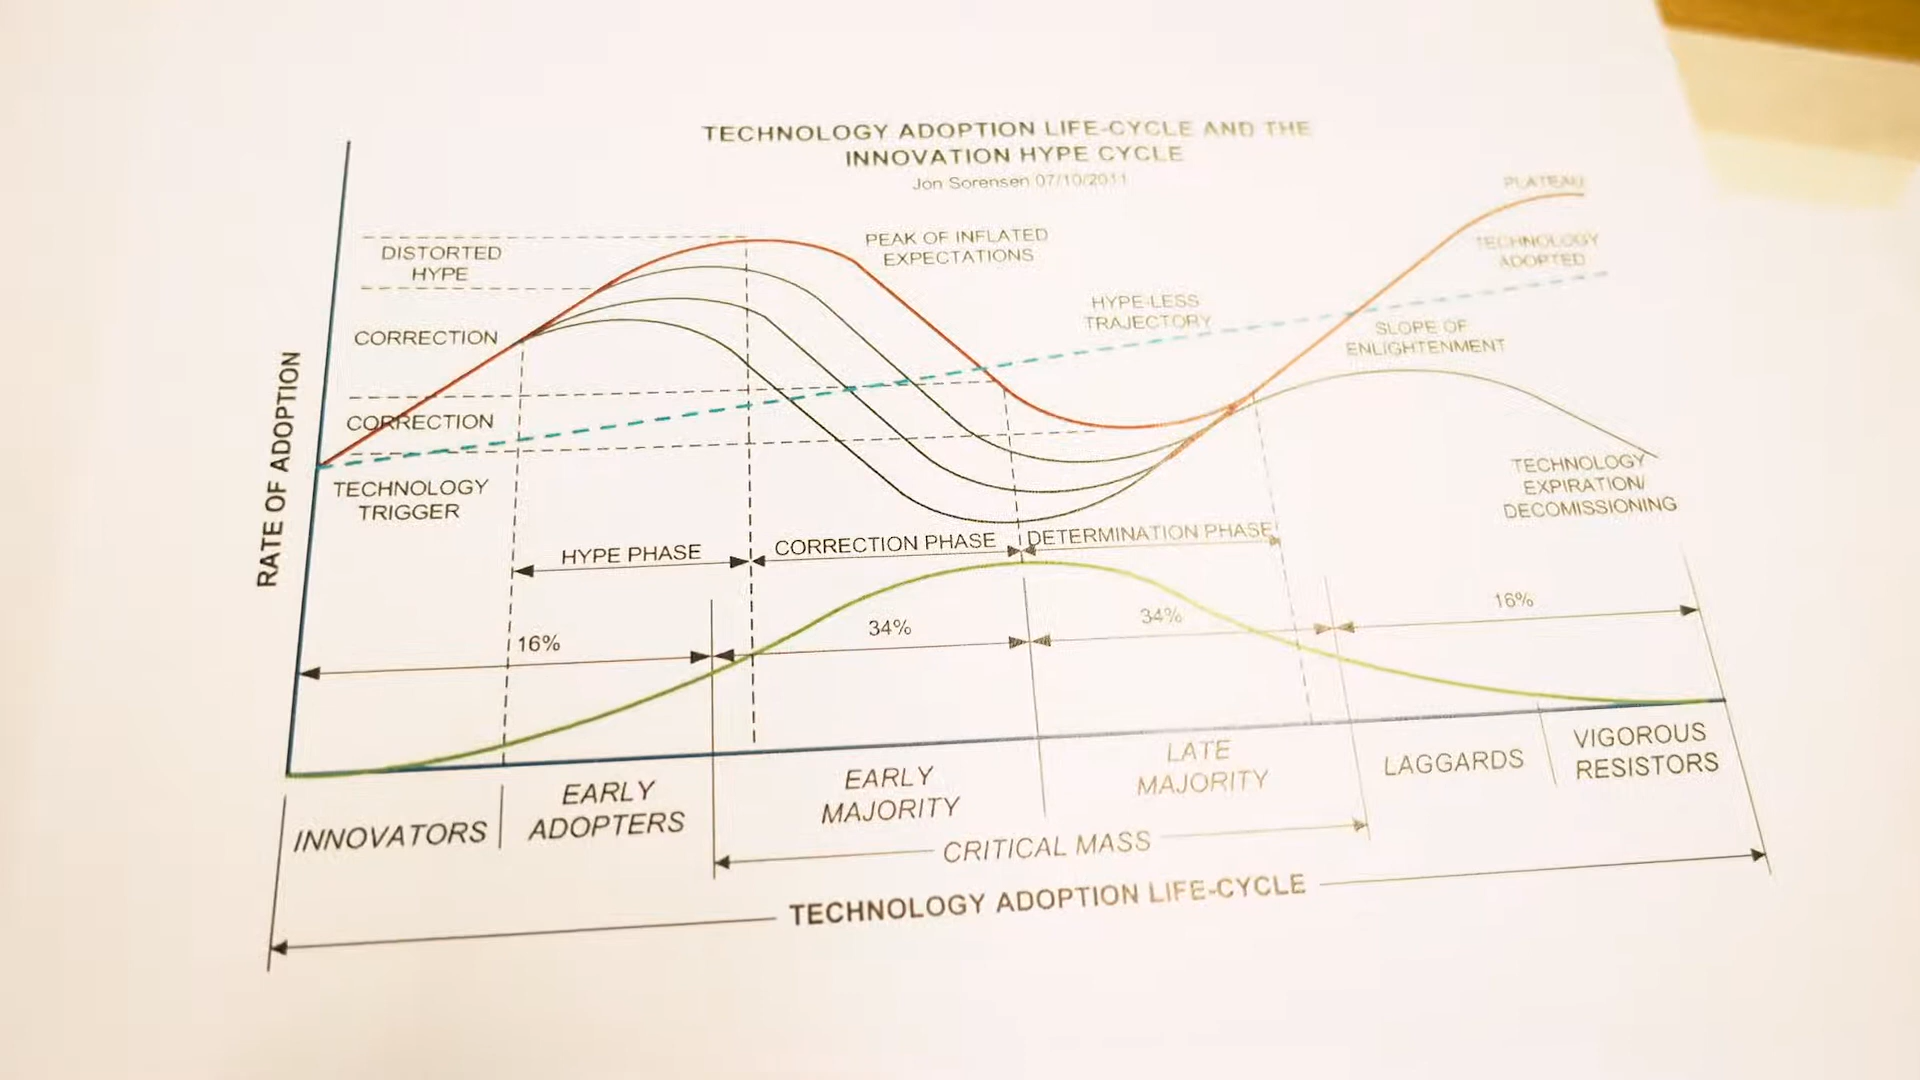 TECHNOLOGY ADOPTION LIFE-CYCLE AND THE
INNOVATION HYPE CYCLE
Jon Sorensen 07/10/2011
PLATEAU
DISTORTED
HYPE
PEAK OF INFLATED
EXPECTATIONS
TECHNOLOGY
ADOPTED
HYPE-LESS
TRAJECTORY
CORRECTION
SLOPE OF
ENLIGHTENMENT
CORRECTION
RATE OF ADOPTION
TECHNOLOGY
TRIGGER
TECHNOLOGY
EXPIRATION/
DECOMISSIONING
HYPE PHASE
CORRECTION PHASE
DETERMINATION PHASE
16%
34%
34%
16%
INNOVATORS
EARLY
ADOPTERS
EARLY
MAJORITY
LATE
MAJORITY
LAGGARDS
VIGOROUS
RESISTORS
CRITICAL MASS
TECHNOLOGY ADOPTION LIFE-CYCLE